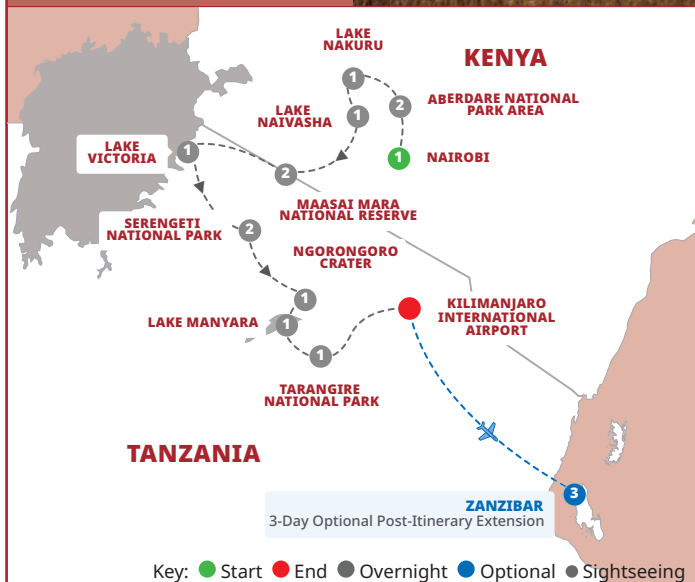 LAKE
NAKURU
KENYA
1
2
ABERDARE NATIONAL
PARK AREA
LAKE
NAIVASHA
1
1
NAIROBI
LAKE
VICTORIA
1
2
MAASAI MARA
NATIONAL RESERVE
SERENGETI
NATIONAL PARK
2
NGORONGORO
CRATER
1
LAKE MANYARA
1
KILIMANJARO
INTERNATIONAL
AIRPORT
1
TARANGIRE
NATIONAL PARK
TANZANIA
3
ZANZIBAR
3-Day Optional Post-Itinerary Extension
Key: Start End Overnight Optional Sightseeing